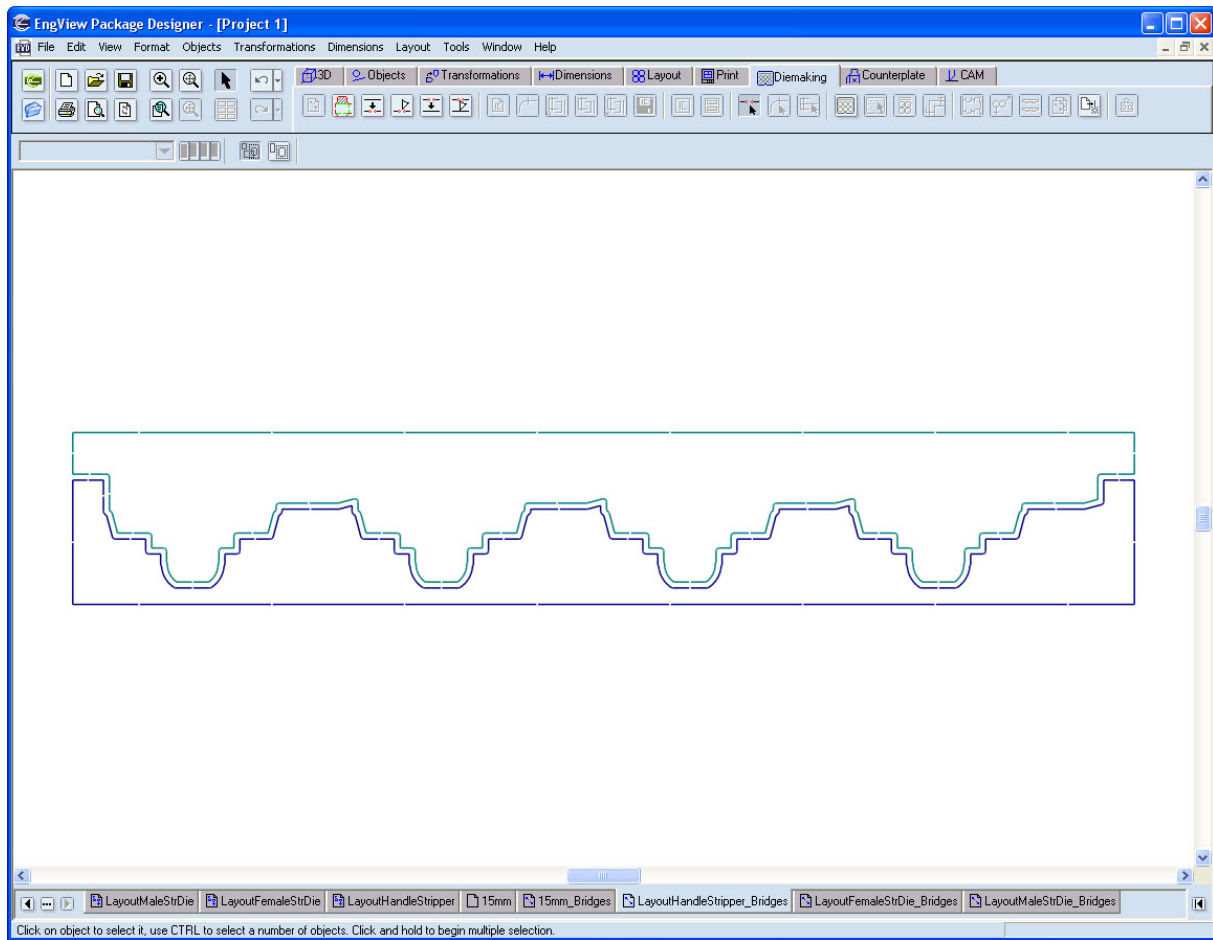 EngView Package Designer - [Project 1]
File Edit View Format Objects Transformations Dimensions Layout Tools Window Help
3D Objects Transformations Dimensions Layout Print Diemaking Counterplate CAM
LayoutMaleStrDie LayoutFemaleStrDie LayoutHandleStripper 15mm 15mm_Bridges LayoutHandleStripper_Bridges LayoutFemaleStrDie_Bridges LayoutMaleStrDie_Bridges
Click on object to select it, use CTRL to select a number of objects. Click and hold to begin multiple selection.